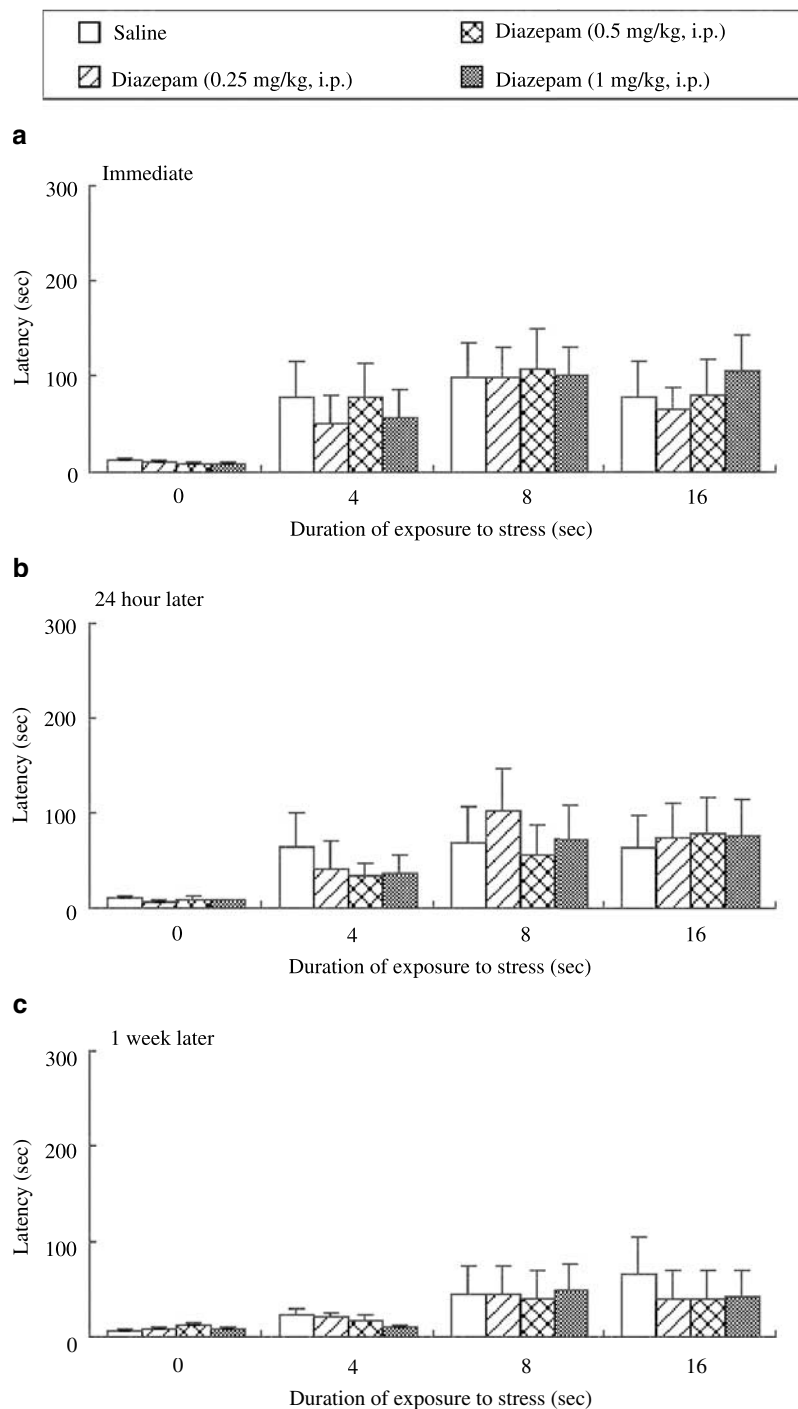 Saline
Diazepam (0.5 mg/kg, i.p.)
Diazepam (0.25 mg/kg, i.p.)
Diazepam (1 mg/kg, i.p.)
a
Immediate
300
200
100
0
Latency (sec)
0 4 8 16
Duration of exposure to stress (sec)
b
24 hour later
300
200
100
0
Latency (sec)
0 4 8 16
Duration of exposure to stress (sec)
c
1 week later
300
200
100
0
Latency (sec)
0 4 8 16
Duration of exposure to stress (sec)